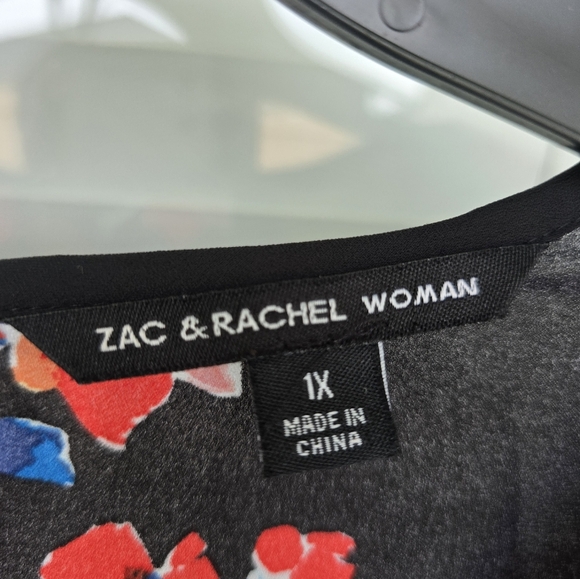 ZAC & RACHEL WOMAN
1X
MADE IN
CHINA